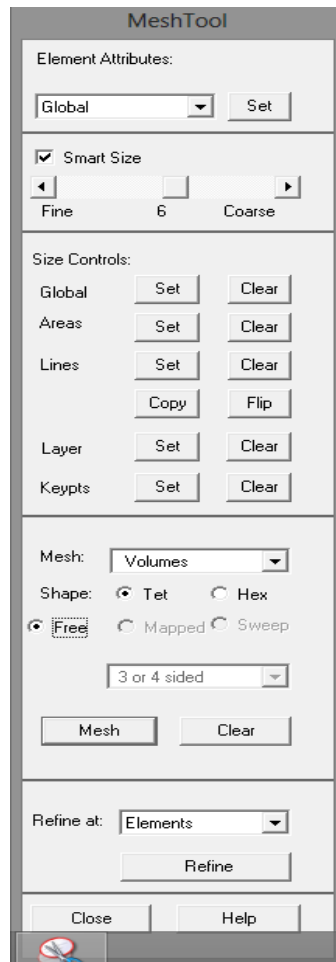 MeshTool
Element Attributes:
Global Set
Smart Size
Fine 6 Coarse
Size Controls:
Global Set Clear
Areas Set Clear
Lines Set Clear
Copy Flip
Layer Set Clear
Keypts Set Clear
Mesh: Volumes
Shape: Tet Hex
Free Mapped Sweep
3 or 4 sided
Mesh Clear
Refine at: Elements
Refine
Close Help